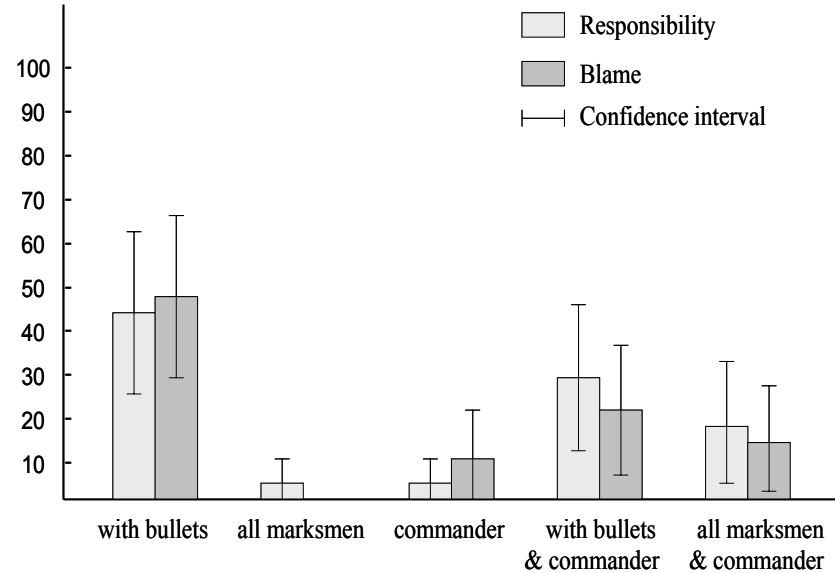 Responsibility
Blame
Confidence interval
100
90
80
70
60
50
40
30
20
10
with bullets
all marksmen
commander
with bullets
& commander
all marksmen
& commander